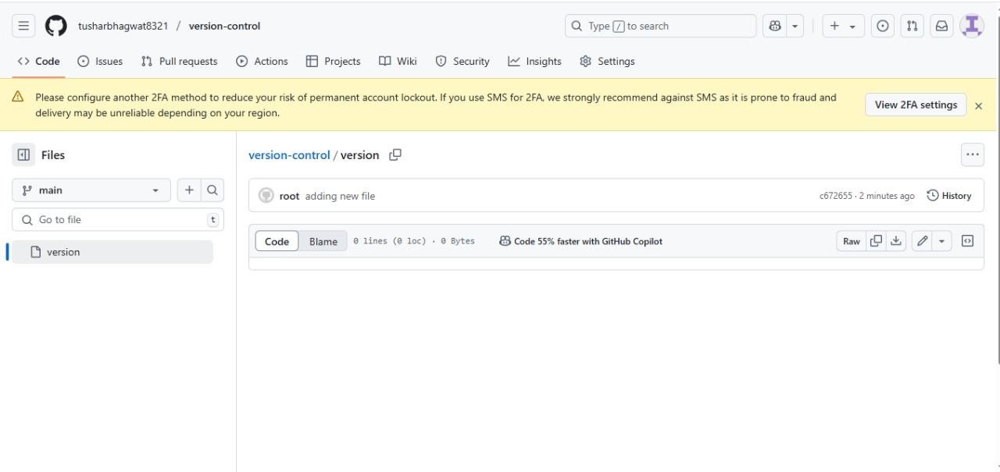 tusharbhagwat8321 / version-control
Type / to search
Code Issues Pull requests Actions Projects Wiki Security Insights Settings
Please configure another 2FA method to reduce your risk of permanent account lockout. If you use SMS for 2FA, we strongly recommend against SMS as it is prone to fraud and
delivery may be unreliable depending on your region.
View 2FA settings
Files
main
Go to file t
version
version-control / version
root adding new file c672655 · 2 minutes ago History
Code Blame 0 lines (0 loc) · 0 Bytes Code 55% faster with GitHub Copilot Raw